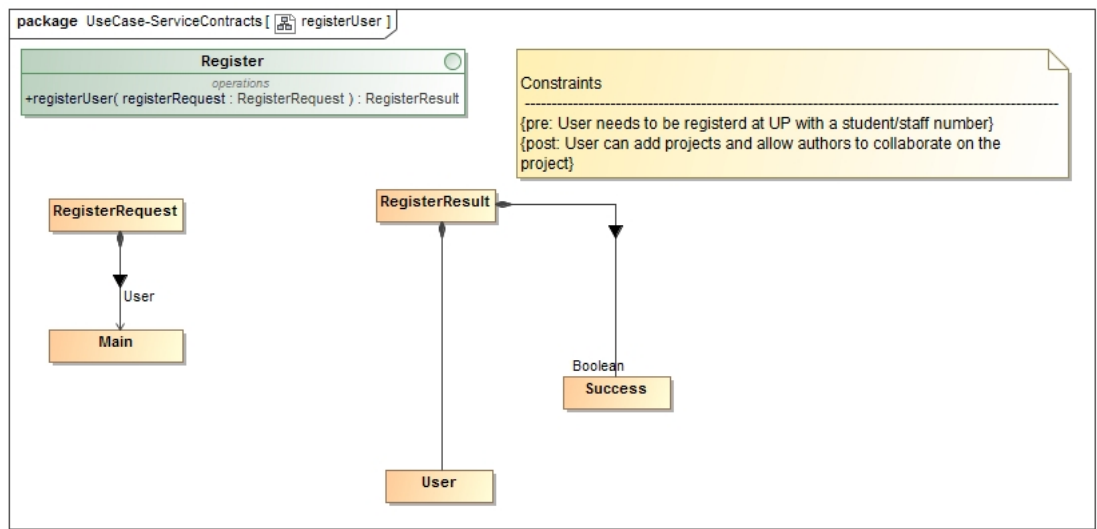 package UseCase-ServiceContracts [ registerUser ]
Register
operations
+registerUser( registerRequest : RegisterRequest ) : RegisterResult
Constraints
{pre: User needs to be registerd at UP with a student/staff number}
{post: User can add projects and allow authors to collaborate on the
project}
RegisterRequest
RegisterResult
User
Main
Boolean
Success
User